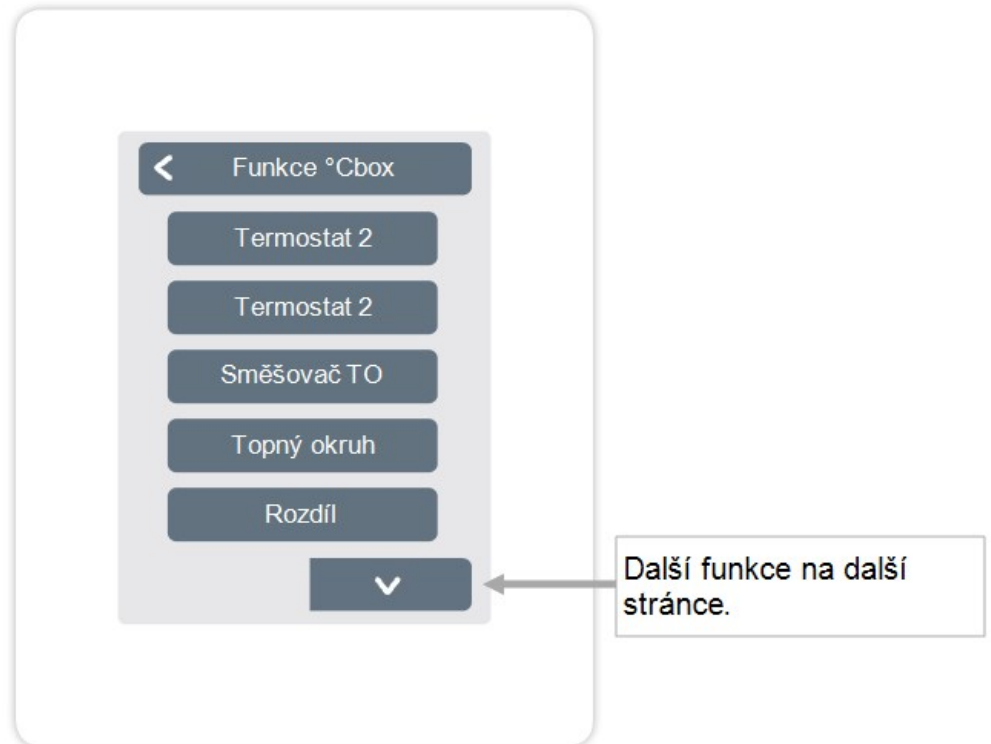 Funkce °Cbox
Termostat 2
Termostat 2
Směšovač TO
Topný okruh
Rozdíl
Další funkce na další
stránce.